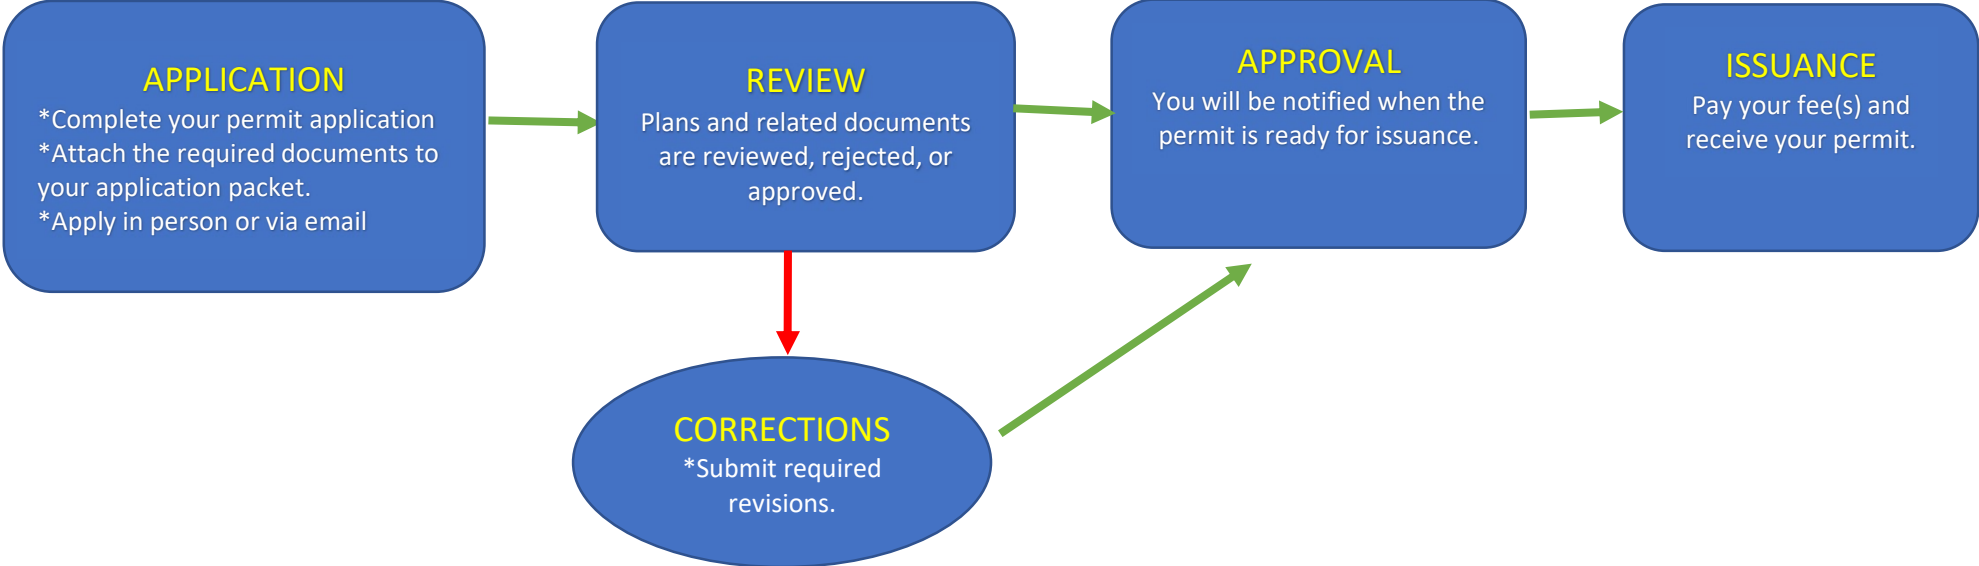 APPLICATION
*Complete your permit application
*Attach the required documents to
your application packet.
*Apply in person or via email
REVIEW
Plans and related documents
are reviewed, rejected, or
approved.
APPROVAL
You will be notified when the
permit is ready for issuance.
ISSUANCE
Pay your fee(s) and
receive your permit.
CORRECTIONS
*Submit required
revisions.